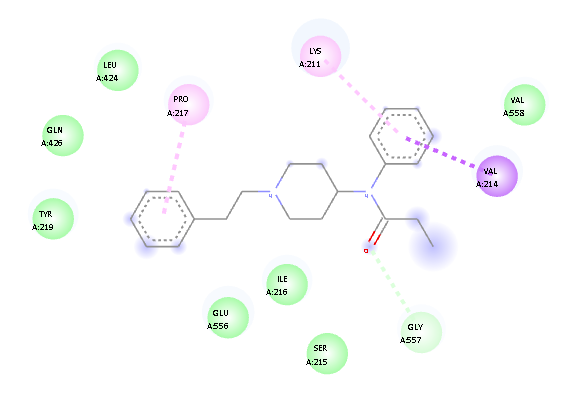 LYS
A:211
LEU
A:424
PRO
A:217
VAL
A:558
GLN
A:426
VAL
A:214
N
N
TYR
A:219
O
ILE
A:216
GLU
A:556
GLY
A:557
SER
A:215